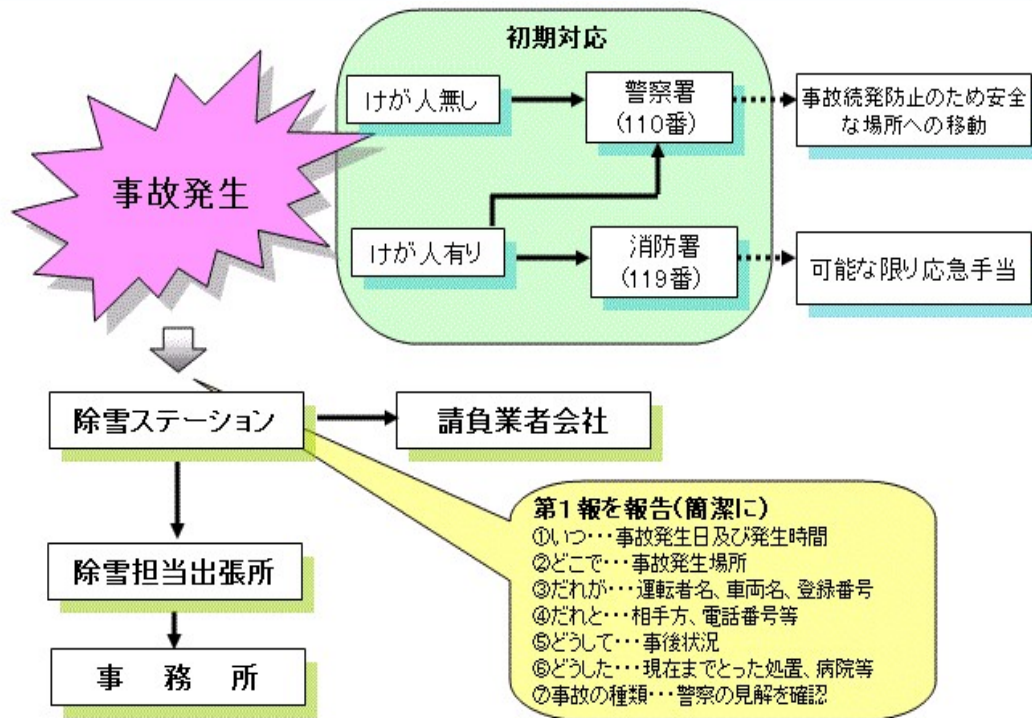 初期対応
けが人無し
警察署
(110番)
事故続発防止のため安全
な場所への移動
事故発生
けが人有り
消防署
(119番)
可能な限り応急手当
除雪ステーション
請負業者会社
第1報を報告(簡潔に)
①いつ・・・事故発生日及び発生時間
②どこで・・・事故発生場所
③だれが・・・運転者名、車両名、登録番号
④だれと・・・相手方、電話番号等
⑤どうして・・・事後状況
⑥どうした・・・現在までとった処置、病院等
⑦事故の種類・・・警察の見解を確認
除雪担当出張所
事 務 所